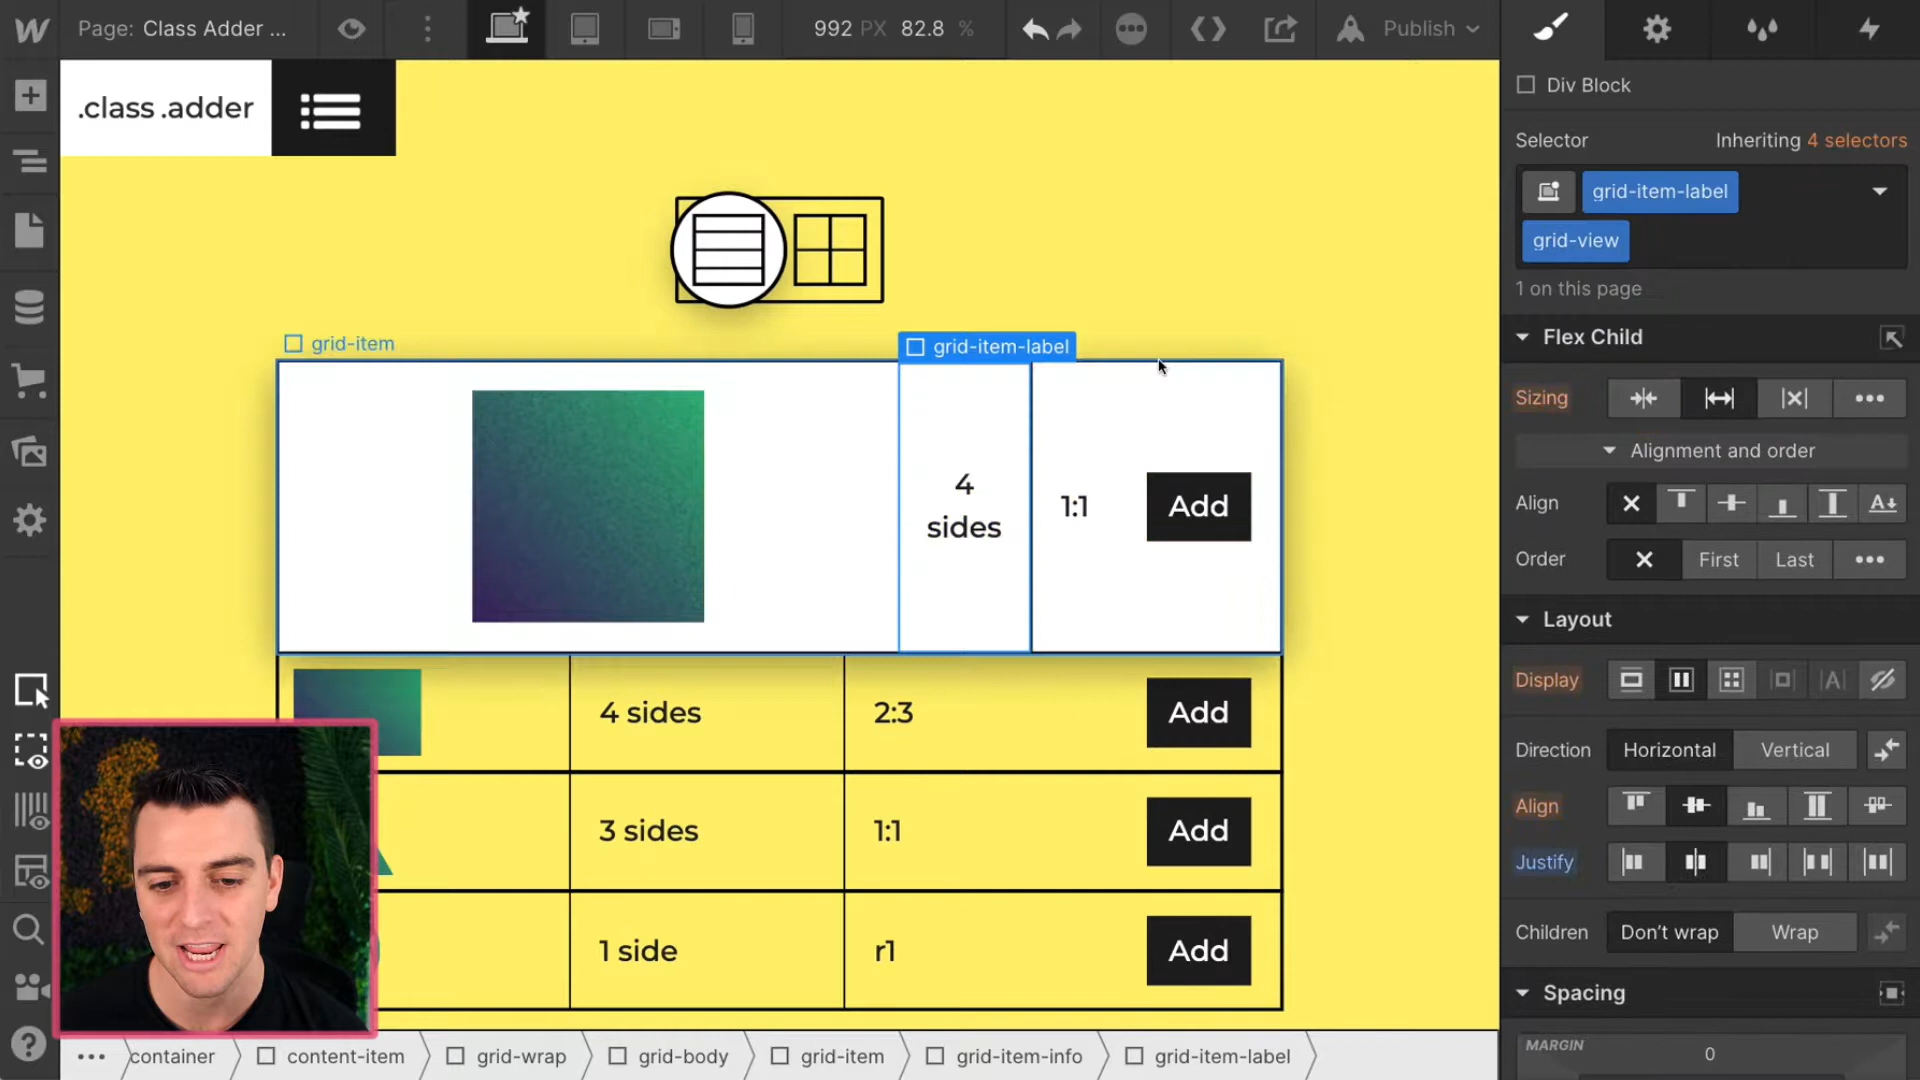 Page: Class Adder ...
992 PX 82.8 %
Publish
.class .adder
Div Block
Selector
Inheriting 4 selectors
grid-item-label
grid-view
1 on this page
grid-item
grid-item-label
4
sides
1:1
Add
4 sides
2:3
Add
3 sides
1:1
Add
1 side
r1
Add
Flex Child
Sizing
Alignment and order
Align
Order
First
Last
Layout
Display
Direction
Horizontal
Vertical
Align
Justify
Children
Don't wrap
Wrap
Spacing
MARGIN
0
container
content-item
grid-wrap
grid-body
grid-item
grid-item-info
grid-item-label